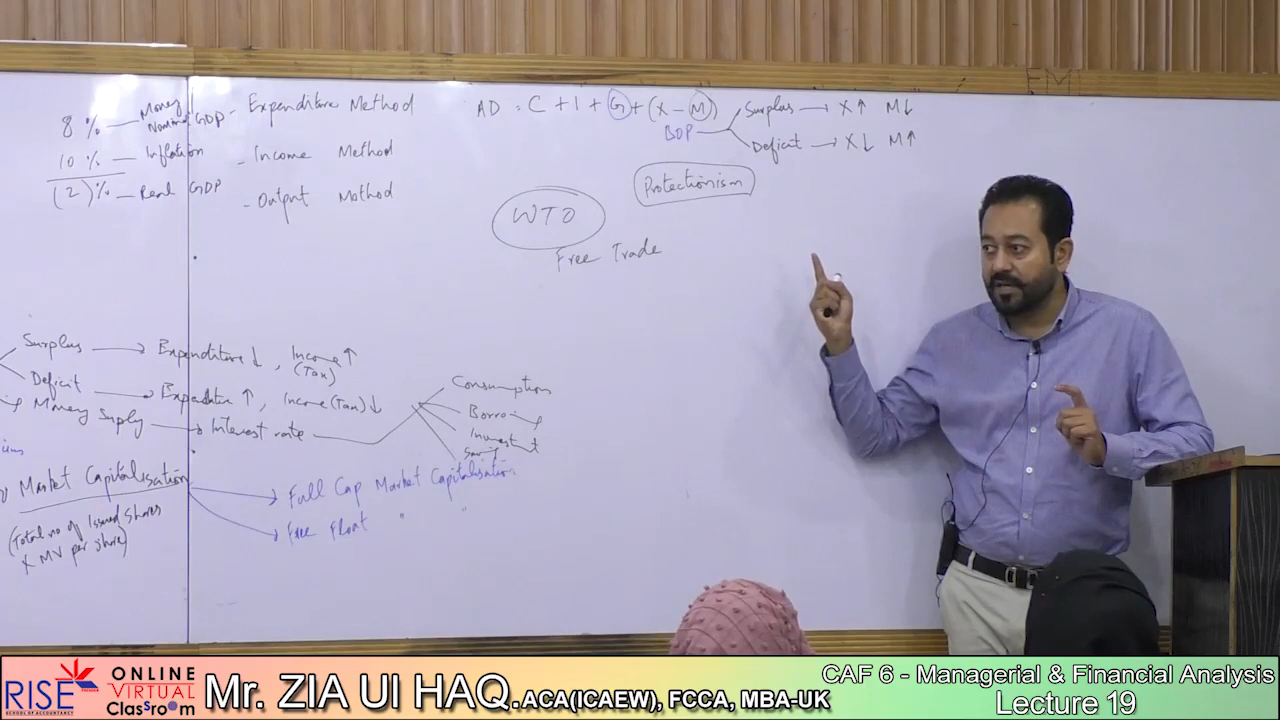 FMI
8% — Money / Nominal GDP
10% — Inflation
(2)% — Real GDP
- Expenditure Method
- Income Method
- Output Method
AD = C + I + G + (X - M)
BOP
Surplus → X ↑ M ↓
Deficit → X ↓ M ↑
Protectionism
WTO
Free Trade
Surplus → Expenditure ↓, Income ↑
(Tax)
Deficit → Expenditure ↑, Income (Tax) ↓
Money Supply → Interest rate
Consumption
Borrowing
Investment
Saving
Market Capitalisation
(Total no of Issued shares
x MV per share)
Full Cap Market Capitalisation
Free Float " "
RISE
SCHOOL OF ACCOUNTANCY
ONLINE
VIRTUAL
Classroom
Mr. ZIA UI HAQ. ACA(ICAEW), FCCA, MBA-UK
CAF 6 - Managerial & Financial Analysis
Lecture 19